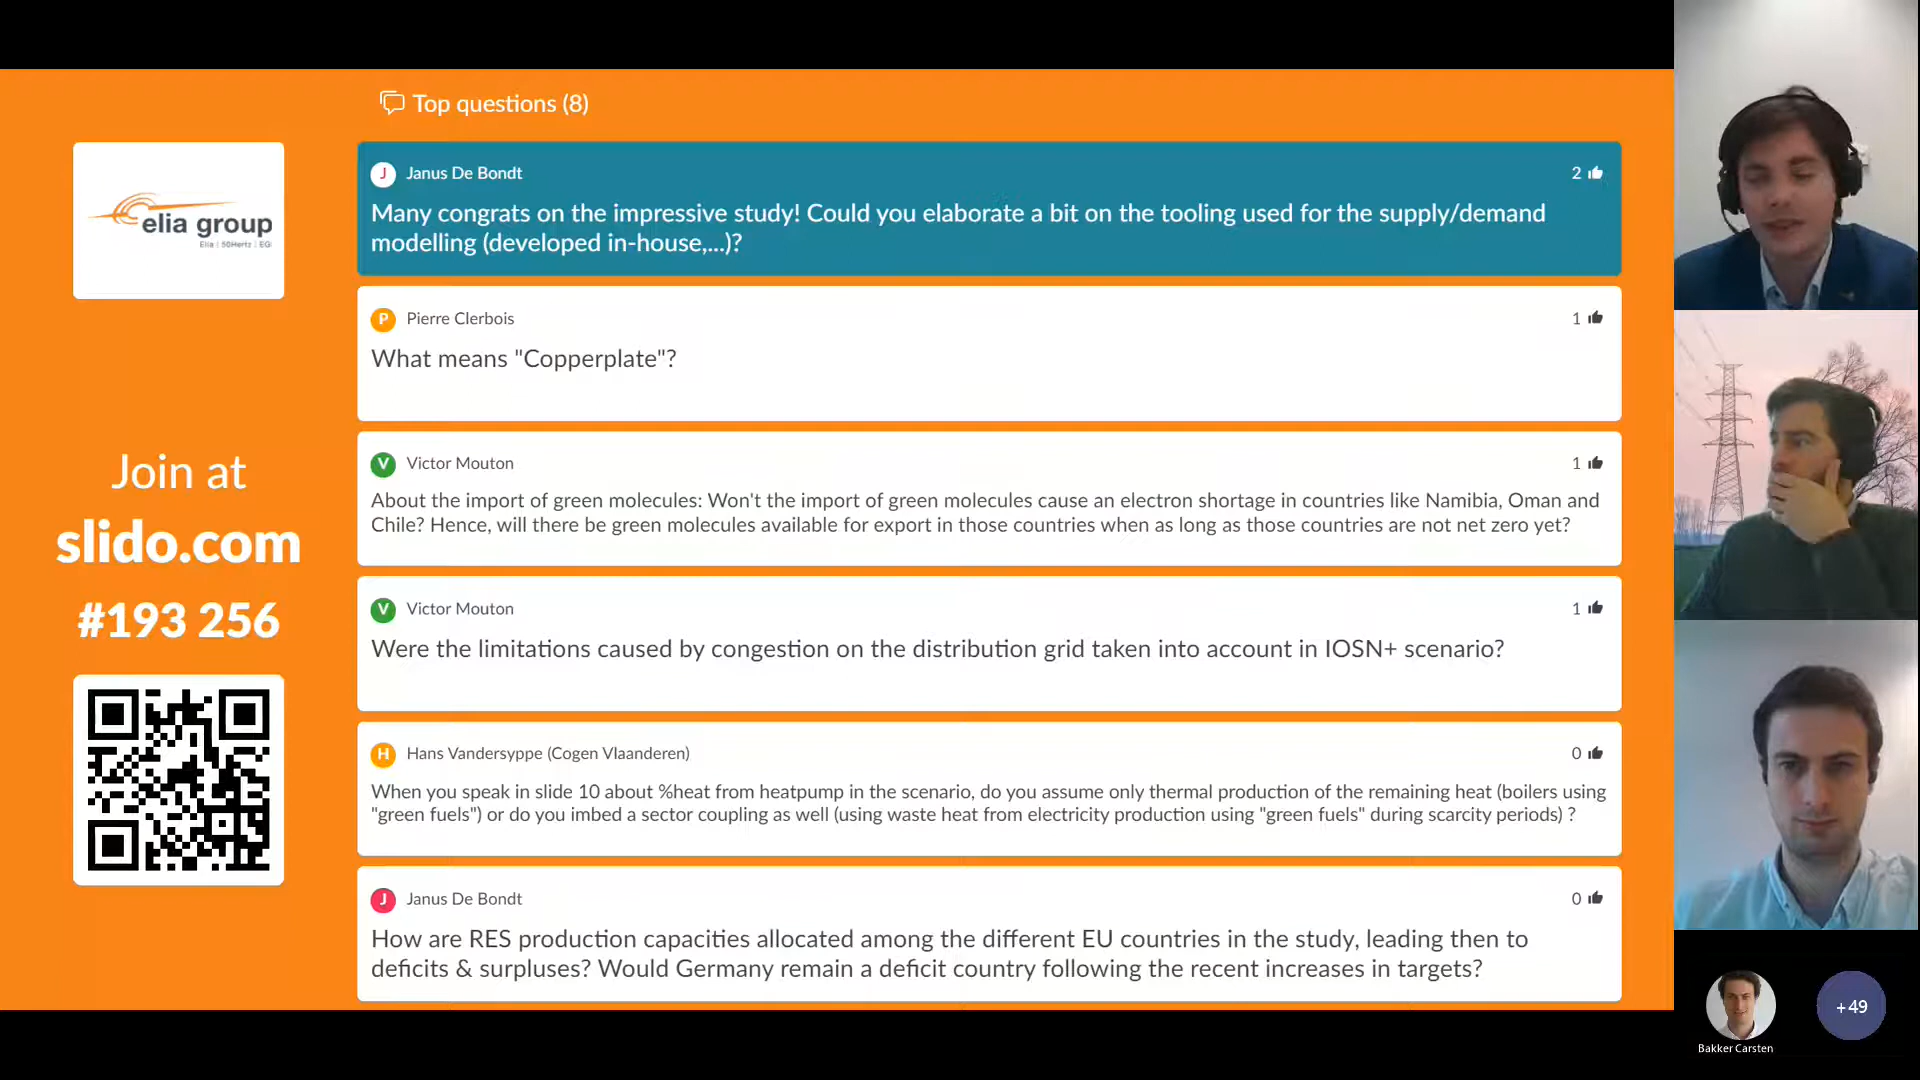 Top questions (8)
elia group
Elia | 50Hertz | EGI
Join at
slido.com
#193 256
J Janus De Bondt 2
Many congrats on the impressive study! Could you elaborate a bit on the tooling used for the supply/demand
modelling (developed in-house,...)?
P Pierre Clerbois 1
What means "Copperplate"?
V Victor Mouton 1
About the import of green molecules: Won't the import of green molecules cause an electron shortage in countries like Namibia, Oman and
Chile? Hence, will there be green molecules available for export in those countries when as long as those countries are not net zero yet?
V Victor Mouton 1
Were the limitations caused by congestion on the distribution grid taken into account in IOSN+ scenario?
H Hans Vandersyppe (Cogen Vlaanderen) 0
When you speak in slide 10 about %heat from heatpump in the scenario, do you assume only thermal production of the remaining heat (boilers using
"green fuels") or do you imbed a sector coupling as well (using waste heat from electricity production using "green fuels" during scarcity periods) ?
J Janus De Bondt 0
How are RES production capacities allocated among the different EU countries in the study, leading then to
deficits & surpluses? Would Germany remain a deficit country following the recent increases in targets?
Bakker Carsten
+49